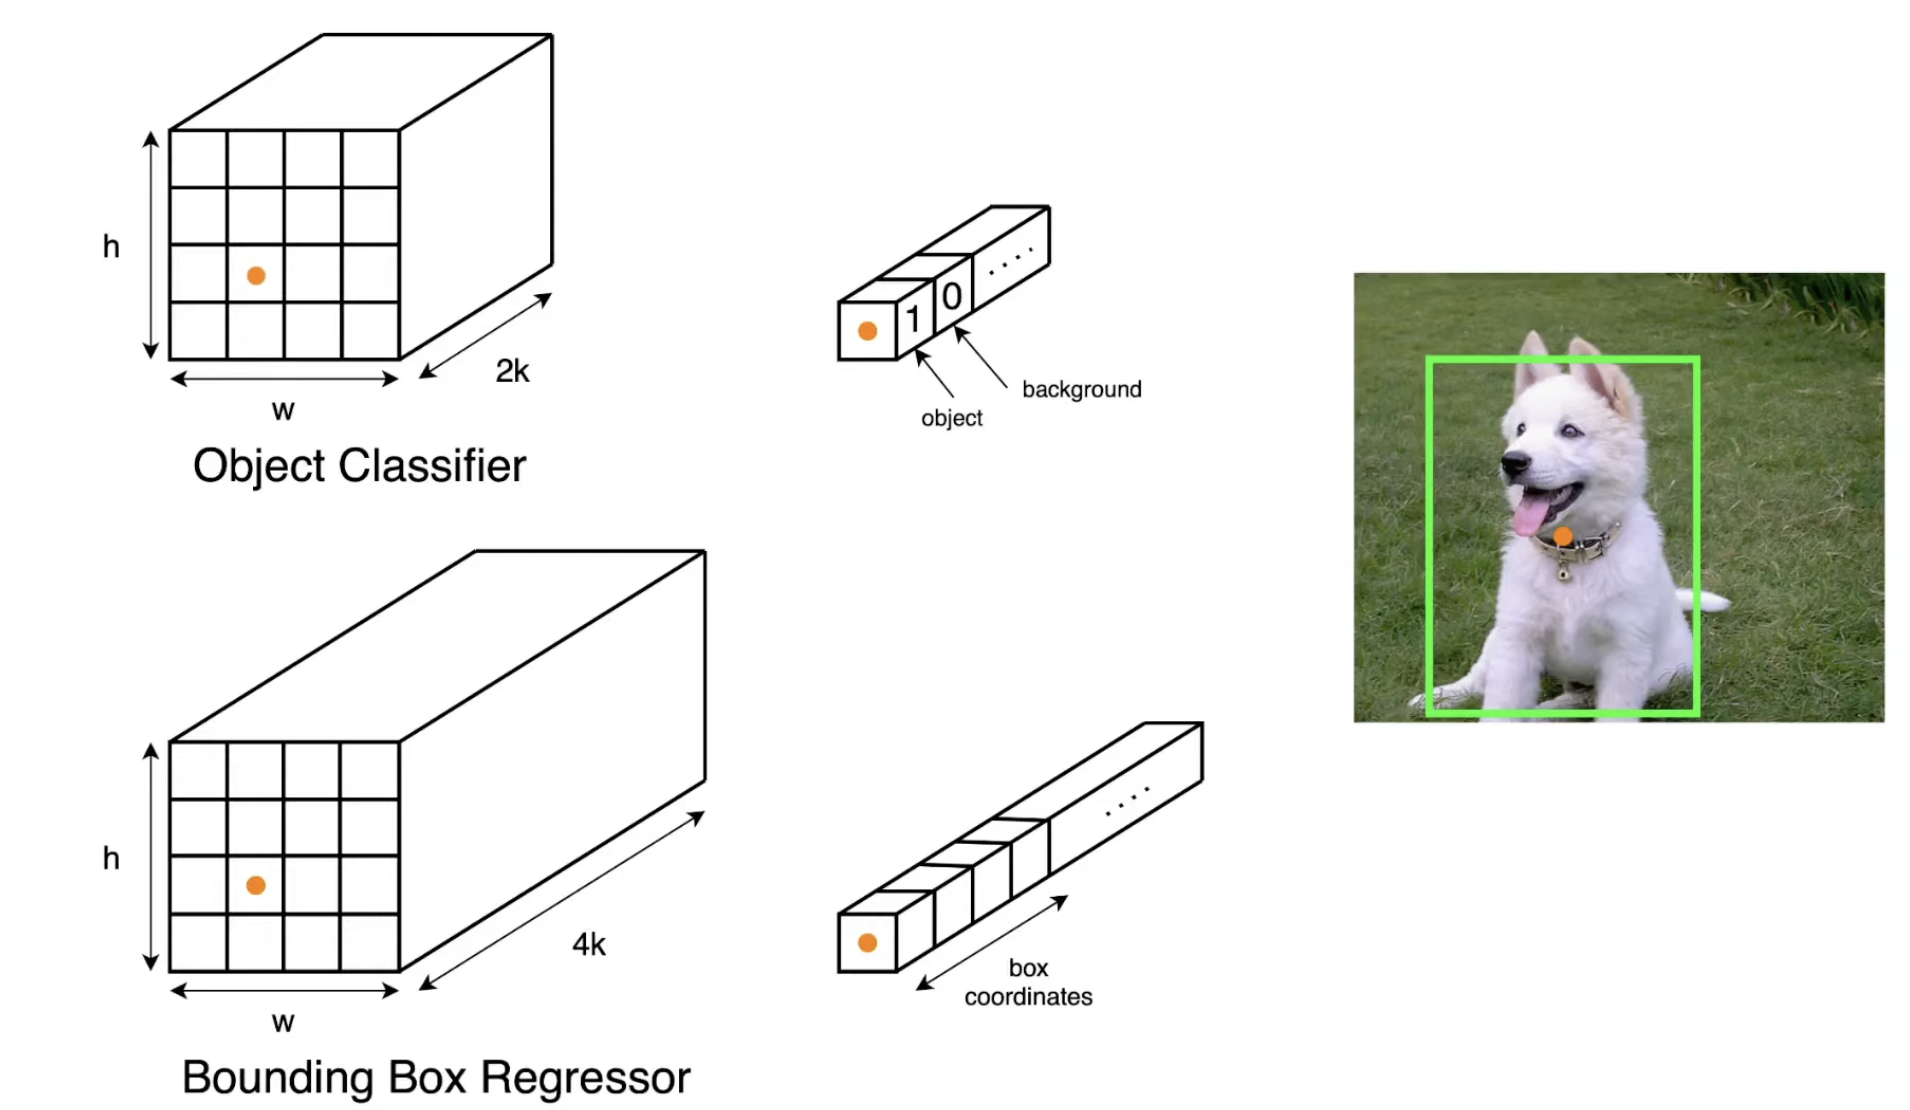 h
w
2k
Object Classifier
1
0
....
object
background
h
w
4k
Bounding Box Regressor
....
box
coordinates